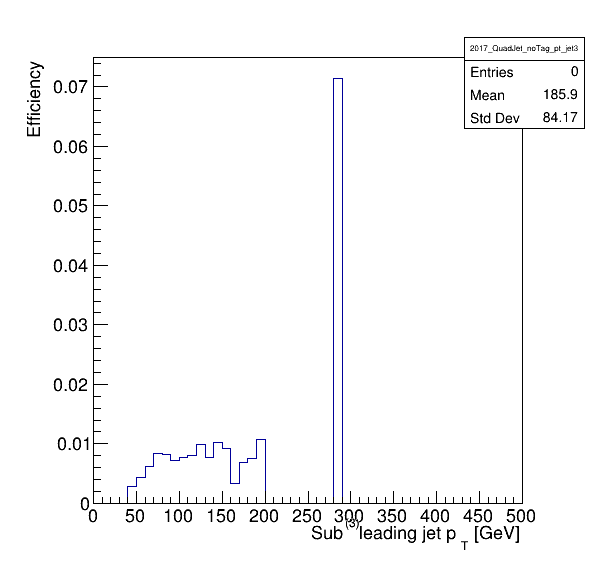 2017_QuadJet_noTag_pt_jet3
Entries 0
Mean 185.9
Std Dev 84.17
Efficiency
0.07
0.06
0.05
0.04
0.03
0.02
0.01
0
0 50 100 150 200 250 300 350 400 450 500
Sub(3)leading jet pT [GeV]